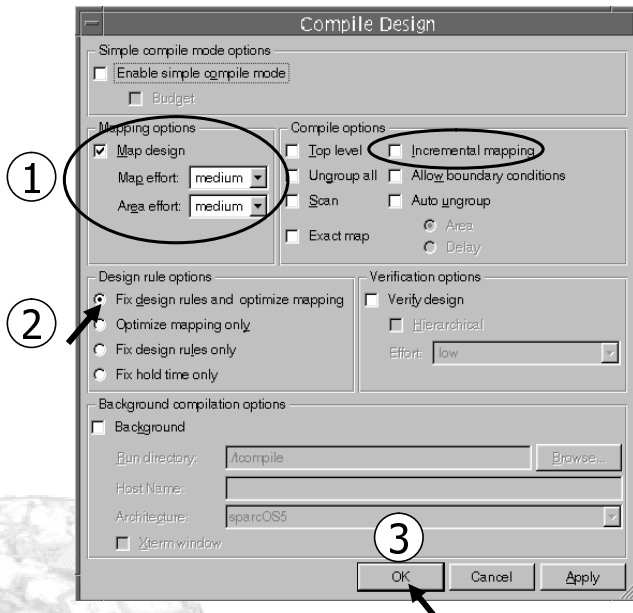 Compile Design
Simple compile mode options
Enable simple compile mode
Budget
Mapping options
Compile options
1
Map design
Top level
Incremental mapping
Map effort: medium
Ungroup all
Allow boundary conditions
Area effort: medium
Scan
Auto ungroup
Area
Exact map
Delay
Design rule options
Verification options
Fix design rules and optimize mapping
Verify design
2
Optimize mapping only
Hierarchical
Fix design rules only
Effort: low
Fix hold time only
Background compilation options
Background
Run directory: ./tcompile Browse...
Host Name:
Architecture: sparcOS5
Xterm window
3
OK Cancel Apply